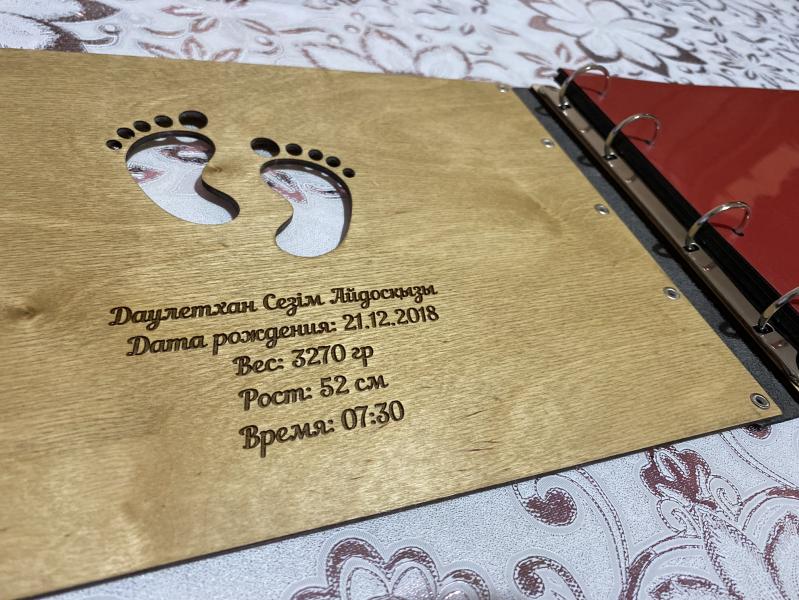 Даулетхан Сезім Айдосқызы
Дата рождения: 21.12.2018
Вес: 3270 гр
Рост: 52 см
Время: 07:30